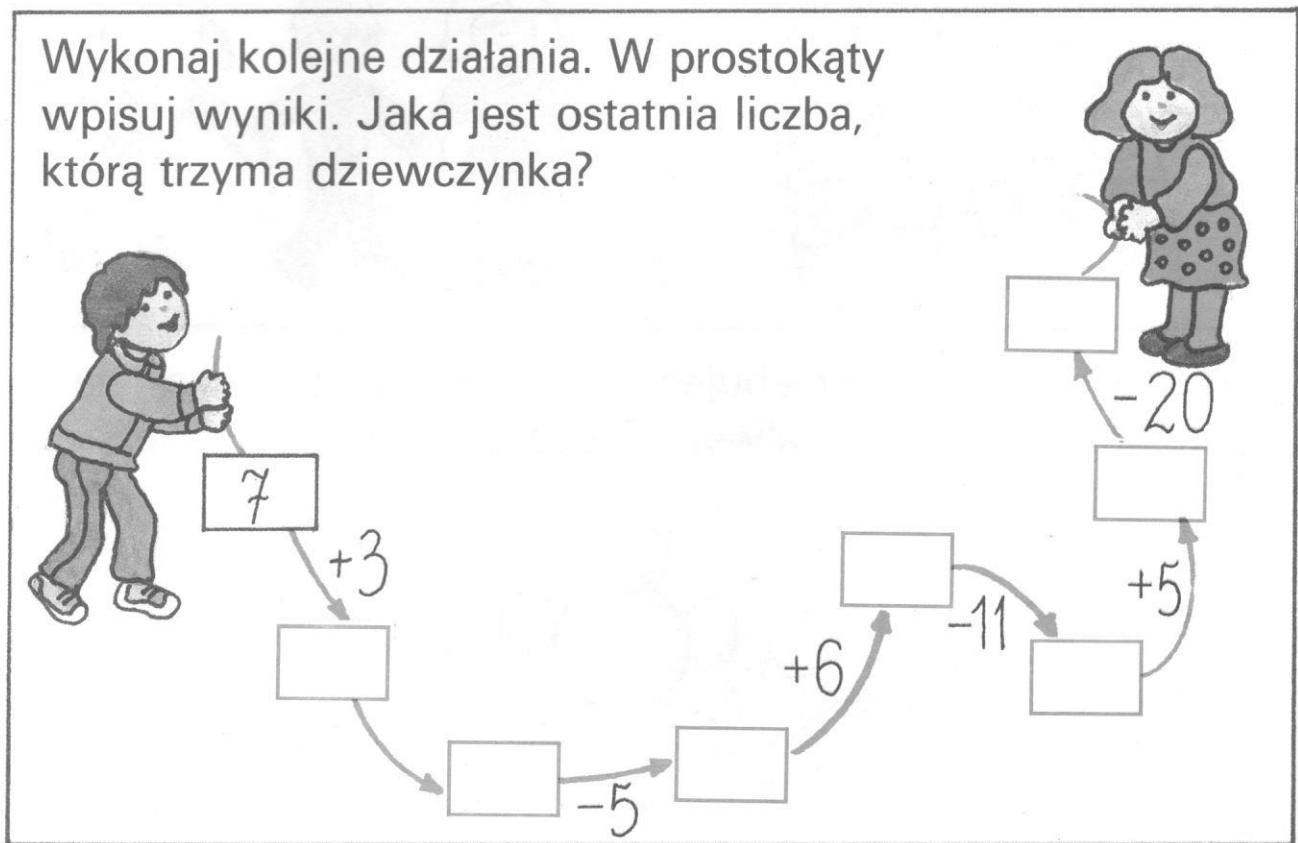 Wykonaj kolejne działania. W prostokąty
wpisuj wyniki. Jaka jest ostatnia liczba,
którą trzyma dziewczynka?
-20
7
+3
+5
-11
+6
-5